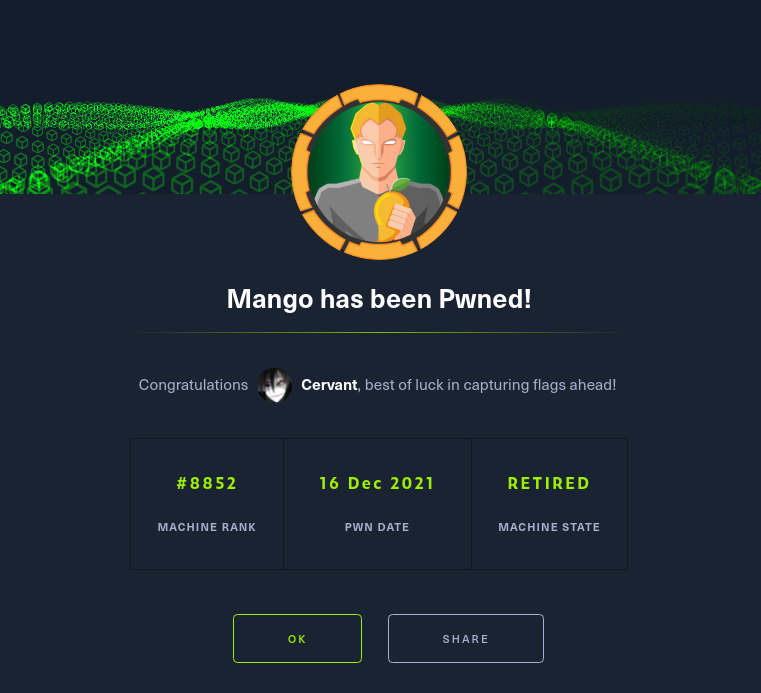 Mango has been Pwned!
Congratulations Cervant, best of luck in capturing flags ahead!
#8852 16 Dec 2021 RETIRED
MACHINE RANK PWN DATE MACHINE STATE
OK SHARE